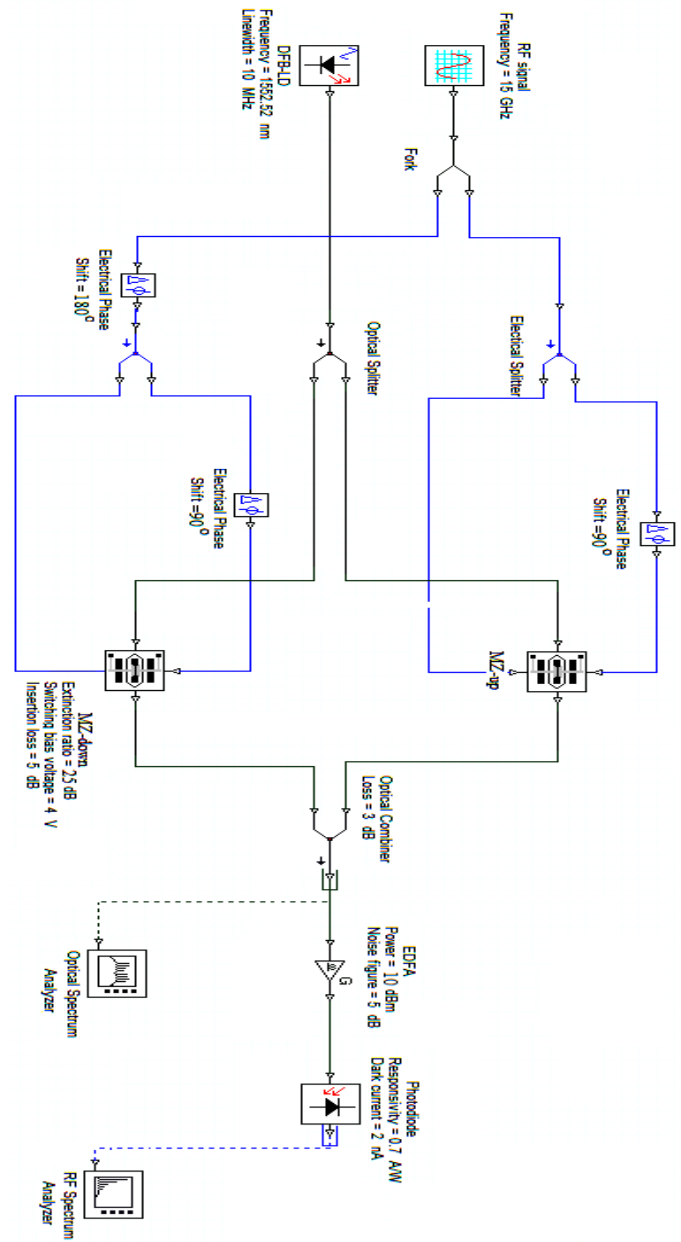 RF signal
Frequency = 15 GHz
DFB-LD
Frequency = 1552.52 nm
Linewidth = 10 MHz
Fork
Electrical Phase
Shift = 180°
Optical Splitter
Electical Splitter
Electrical Phase
Shift =90°
Electrical Phase
Shift =90°
MZ-up
MZ-down
Extinction ratio = 25 dB
Switching bias voltage = 4 V
Insertion loss = 5 dB
Optical Combiner
Loss = 3 dB
EDFA
Power = 10 dBm
Noise figure = 5 dB
G
Optical Spectrum
Analyzer
Photodiode
Responsivity = 0.7 A/W
Dark current = 2 nA
RF Spectrum
Analyzer